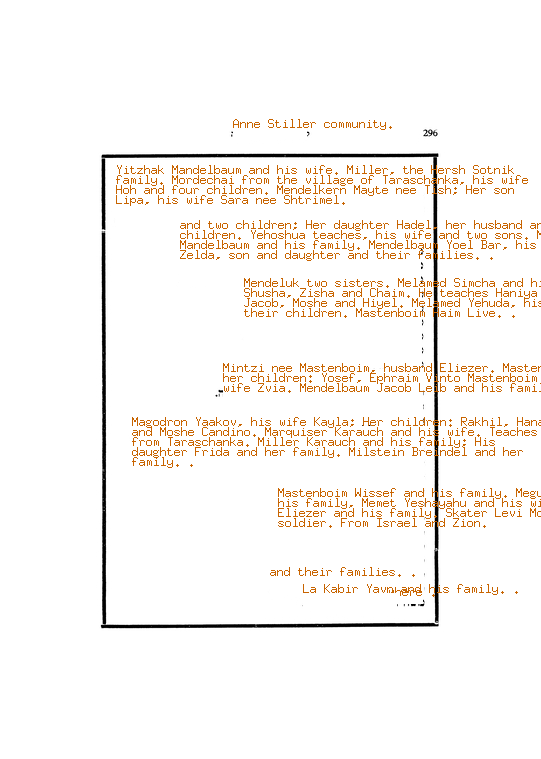 Anne Stiller community.
296
Yitzhak Mandelbaum and his wife. Miller, the Hersh Sotnik
family. Mordechai from the village of Taraschanka, his wife
Hoh and four children. Mendelkern Mayte nee Tish; Her son
Lipa, his wife Sara nee Shtrimel.
and two children; Her daughter Hadel, her husband an
children. Yehoshua teaches, his wife and two sons. M
Mandelbaum and his family. Mendelbaum Yoel Bar, his
Zelda, son and daughter and their families. .
Mendeluk two sisters. Melamed Simcha and hi
Shusha, Zisha and Chaim. He teaches Haniya
Jacob, Moshe and Hiyel. Melamed Yehuda, his
their children. Mastenboim Haim Live. .
Mintzi nee Mastenboim, husband Eliezer. Masten
her children: Yosef, Ephraim Vinto Mastenboim
wife Zvia. Mendelbaum Jacob Leib and his fami
Magodron Yaakov, his wife Kayla; Her children: Rakhil, Hana
and Moshe Candino. Marquiser Karauch and his wife. Teaches
from Taraschanka. Miller Karauch and his family; His
daughter Frida and her family. Milstein Breindel and her
family. .
Mastenboim Wissef and his family. Megu
his family, Memet Yeshayahu and his wi
Eliezer and his family. Skater Levi Mo
soldier. From Israel and Zion.
and their families. .
La Kabir Yavny and his family. .
here .